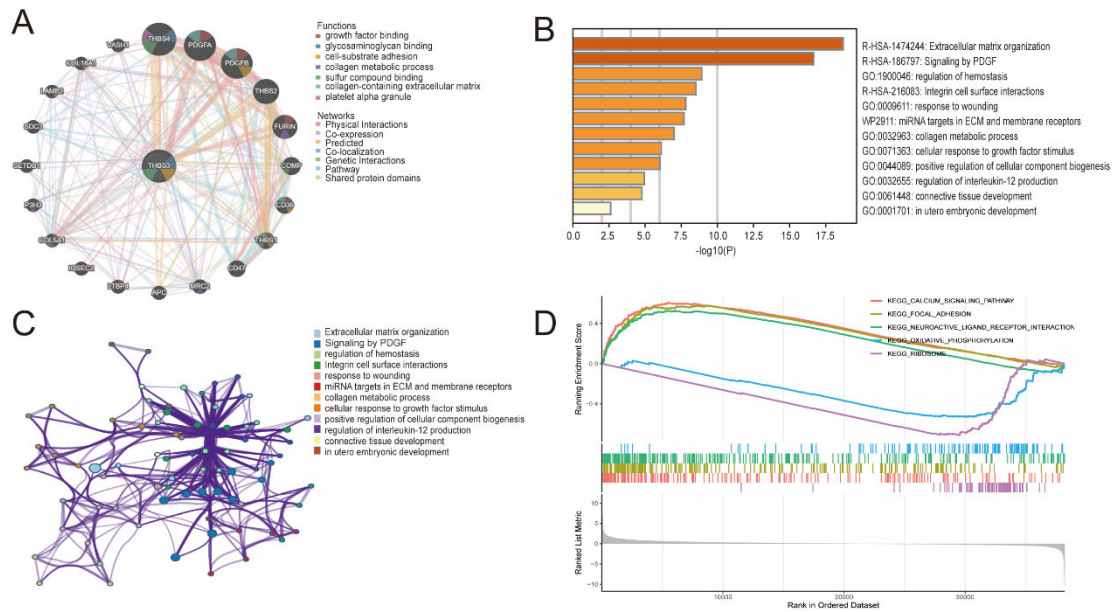 A
THBS4
PDGFA
PDGFB
THBS2
FURIN
COMP
CD36
THBS1
CD47
MRC2
APC
LTBP4
COL5A1
P3H1
SETDB1
SDC3
LAMB2
COL16A1
VASH1
THBS3
Functions
growth factor binding
glycosaminoglycan binding
cell-substrate adhesion
collagen metabolic process
sulfur compound binding
collagen-containing extracellular matrix
platelet alpha granule
Networks
Physical Interactions
Co-expression
Predicted
Co-localization
Genetic Interactions
Pathway
Shared protein domains
B
R-HSA-1474244: Extracellular matrix organization
R-HSA-186797: Signaling by PDGF
GO:1900046: regulation of hemostasis
R-HSA-216083: Integrin cell surface interactions
GO:0009611: response to wounding
WP2911: miRNA targets in ECM and membrane receptors
GO:0032963: collagen metabolic process
GO:0071363: cellular response to growth factor stimulus
GO:0044089: positive regulation of cellular component biogenesis
GO:0032655: regulation of interleukin-12 production
GO:0061448: connective tissue development
GO:0001701: in utero embryonic development
0.0 2.5 5.0 7.5 10.0 12.5 15.0 17.5
-log10(P)
C
Extracellular matrix organization
Signaling by PDGF
regulation of hemostasis
Integrin cell surface interactions
response to wounding
miRNA targets in ECM and membrane receptors
collagen metabolic process
cellular response to growth factor stimulus
positive regulation of cellular component biogenesis
regulation of interleukin-12 production
connective tissue development
in utero embryonic development
D
KEGG_CALCIUM_SIGNALING_PATHWAY
KEGG_FOCAL_ADHESION
KEGG_NEUROACTIVE_LIGAND_RECEPTOR_INTERACTION
KEGG_OXIDATIVE_PHOSPHORYLATION
KEGG_RIBOSOME
Running Enrichment Score
0.4
0.0
-0.4
Ranked List Metric
10
5
0
-5
-10
10000 20000 30000
Rank in Ordered Dataset